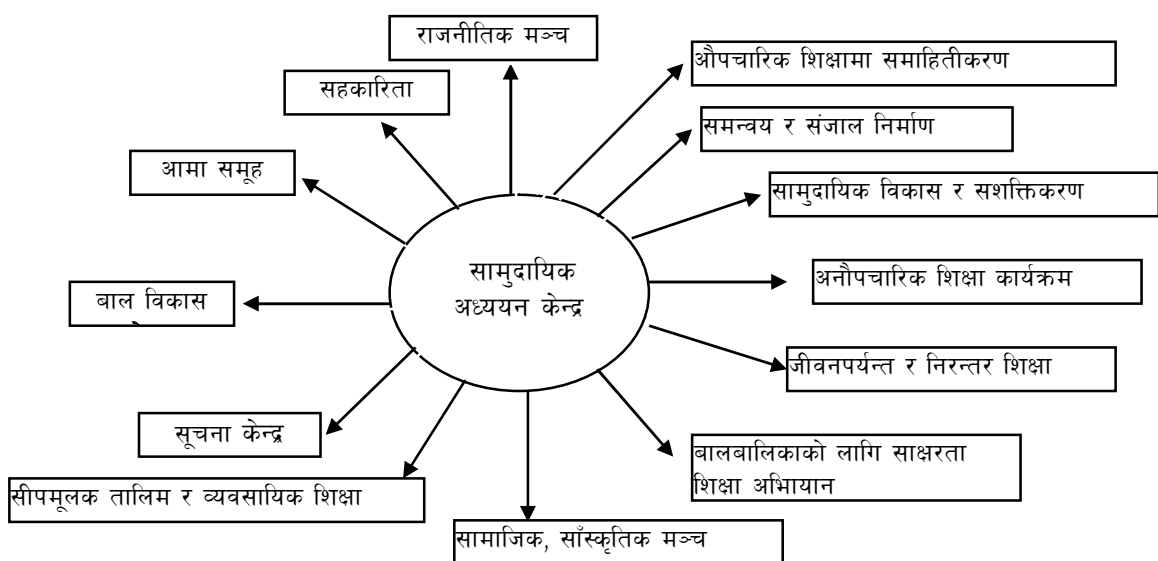 राजनीतिक मञ्च
औपचारिक शिक्षामा समाहितीकरण
सहकारिता
समन्वय र संजाल निर्माण
आमा समूह
सामुदायिक विकास र सशक्तिकरण
सामुदायिक
अध्ययन केन्द्र
अनौपचारिक शिक्षा कार्यक्रम
बाल विकास
जीवनपर्यन्त र निरन्तर शिक्षा
सूचना केन्द्र
बालबालिकाको लागि साक्षरता
शिक्षा अभिायान
सीपमूलक तालिम र व्यवसायिक शिक्षा
सामाजिक, साँस्कृतिक मञ्च